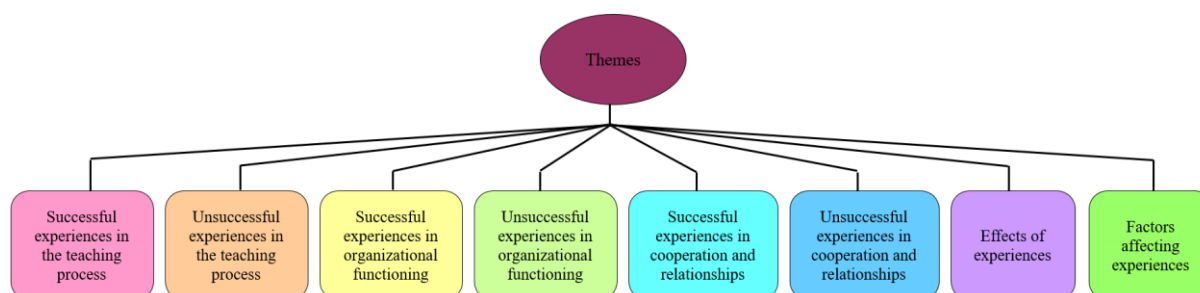 Themes
Successful
experiences in
the teaching
process
Unsuccessful
experiences in
the teaching
process
Successful
experiences in
organizational
functioning
Unsuccessful
experiences in
organizational
functioning
Successful
experiences in
cooperation and
relationships
Unsuccessful
experiences in
cooperation and
relationships
Effects of
experiences
Factors
affecting
experiences